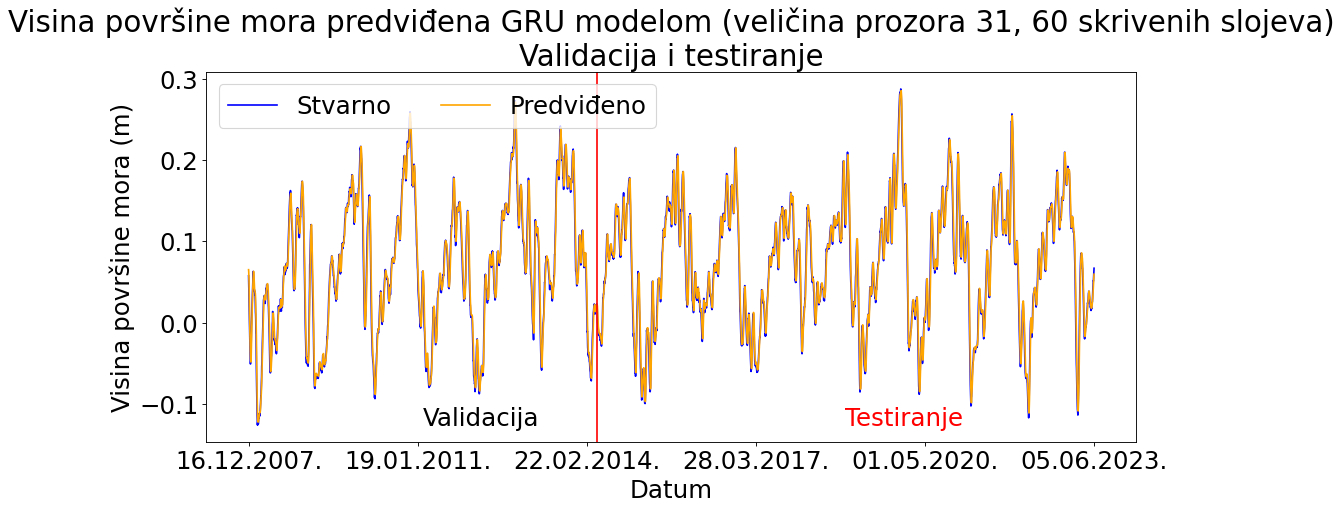 Visina površine mora predviđena GRU modelom (veličina prozora 31, 60 skrivenih slojeva)
Validacija i testiranje
Stvarno
Predviđeno
Visina površine mora (m)
0.3
0.2
0.1
0.0
−0.1
Validacija
Testiranje
16.12.2007.
19.01.2011.
22.02.2014.
28.03.2017.
01.05.2020.
05.06.2023.
Datum